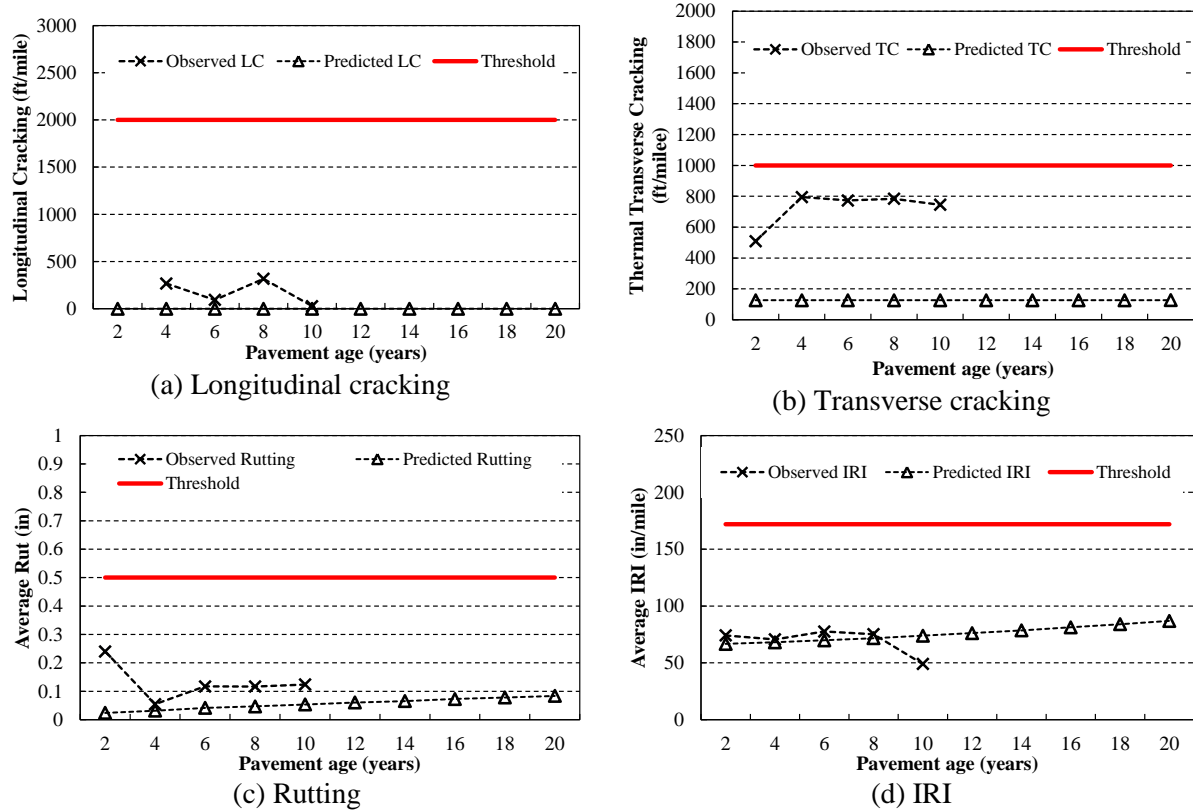 3000
2500
2000
1500
1000
500
0
Longitudinal Cracking (ft/mile)
Observed LC Predicted LC Threshold
2 4 6 8 10 12 14 16 18 20
Pavement age (years)
(a) Longitudinal cracking
2000
1800
1600
1400
1200
1000
800
600
400
200
0
Thermal Transverse Cracking
(ft/milee)
Observed TC Predicted TC Threshold
2 4 6 8 10 12 14 16 18 20
Pavement age (years)
(b) Transverse cracking
1
0.9
0.8
0.7
0.6
0.5
0.4
0.3
0.2
0.1
0
Average Rut (in)
Observed Rutting Predicted Rutting
Threshold
2 4 6 8 10 12 14 16 18 20
Pavement age (years)
(c) Rutting
250
200
150
100
50
0
Average IRI (in/mile)
Observed IRI Predicted IRI Threshold
2 4 6 8 10 12 14 16 18 20
Pavement age (years)
(d) IRI